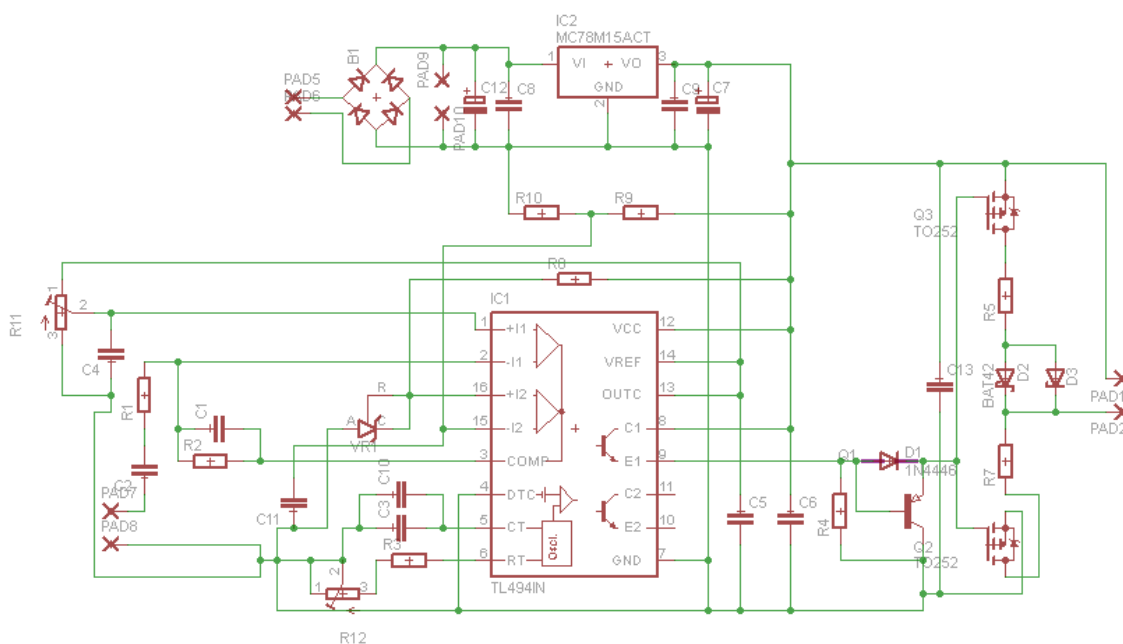 IC2
MC78M15ACT
B1
PAD5
PAD6
PAD9
PAD10
1 VI + VO 3
GND
2
C12
C8
C9
C7
R10
R9
Q3
TO252
R8
R11
1
2
3
C4
IC1
1 +I1 VCC 12
2 -I1 VREF 14
16 +I2 OUTC 13
15 -I2 C1 8
3 COMP E1 9
4 DTC C2 11
5 CT E2 10
6 RT GND 7
Oscl.
TL494IN
R
A
C
VR1
R1
C1
R2
C2
PAD7
PAD8
C11
C10
C3
R3
1
2
3
R12
C5
C6
R4
Q1
D1
1N4446
Q2
TO252
C13
R5
BAT42
D2
D3
R7
PAD1
PAD2